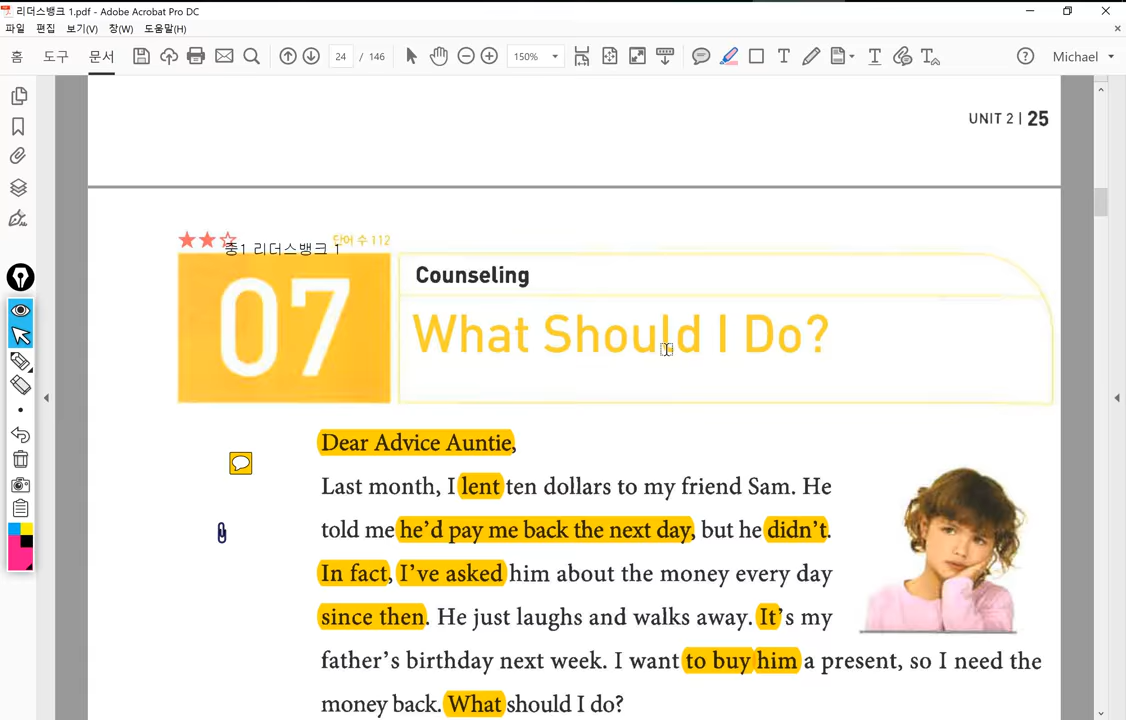 리더스뱅크 1.pdf - Adobe Acrobat Pro DC
파일 편집 보기(V) 창(W) 도움말(H)
홈 도구 문서 24 / 146 150% Michael
UNIT 2 | 25
단어 수 112
중1 리더스뱅크 1
07
Counseling
What Should I Do?
Dear Advice Auntie,
Last month, I lent ten dollars to my friend Sam. He
told me he'd pay me back the next day, but he didn't.
In fact, I've asked him about the money every day
since then. He just laughs and walks away. It's my
father's birthday next week. I want to buy him a present, so I need the
money back. What should I do?